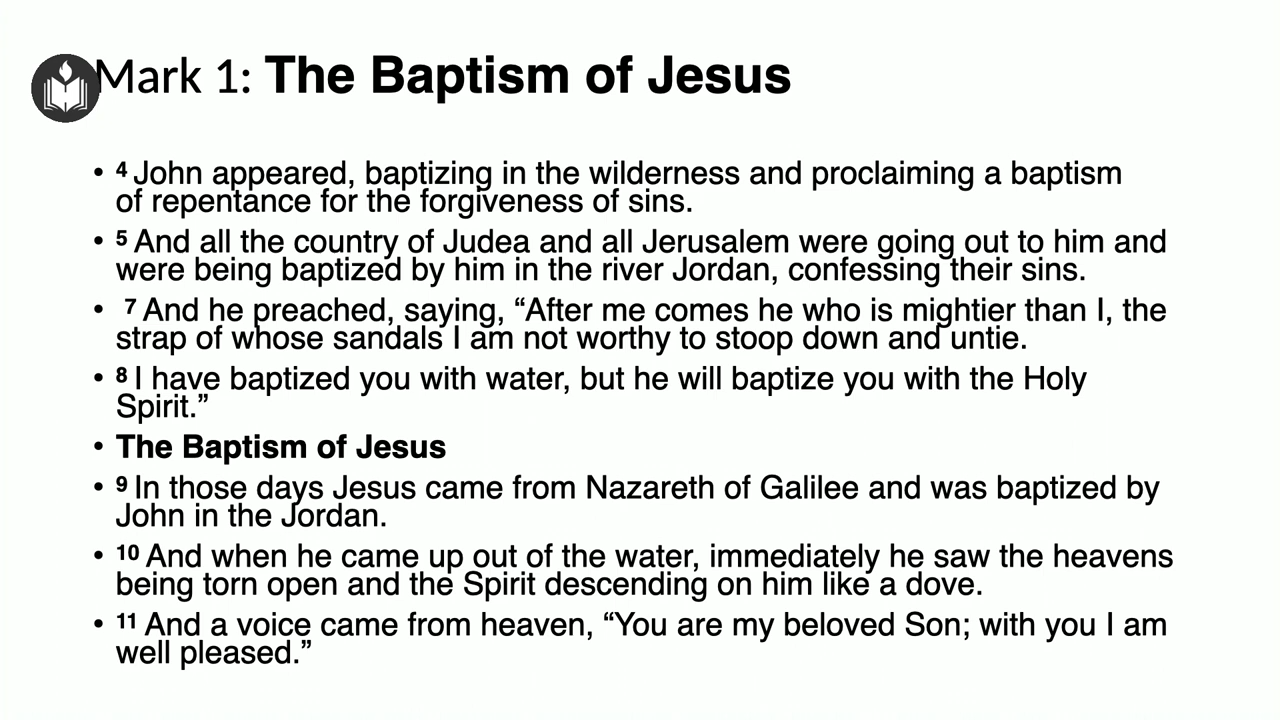 Mark 1: The Baptism of Jesus
• 4 John appeared, baptizing in the wilderness and proclaiming a baptism
of repentance for the forgiveness of sins.
• 5 And all the country of Judea and all Jerusalem were going out to him and
were being baptized by him in the river Jordan, confessing their sins.
• 7 And he preached, saying, “After me comes he who is mightier than I, the
strap of whose sandals I am not worthy to stoop down and untie.
• 8 I have baptized you with water, but he will baptize you with the Holy
Spirit.”
• The Baptism of Jesus
• 9 In those days Jesus came from Nazareth of Galilee and was baptized by
John in the Jordan.
• 10 And when he came up out of the water, immediately he saw the heavens
being torn open and the Spirit descending on him like a dove.
• 11 And a voice came from heaven, “You are my beloved Son; with you I am
well pleased.”